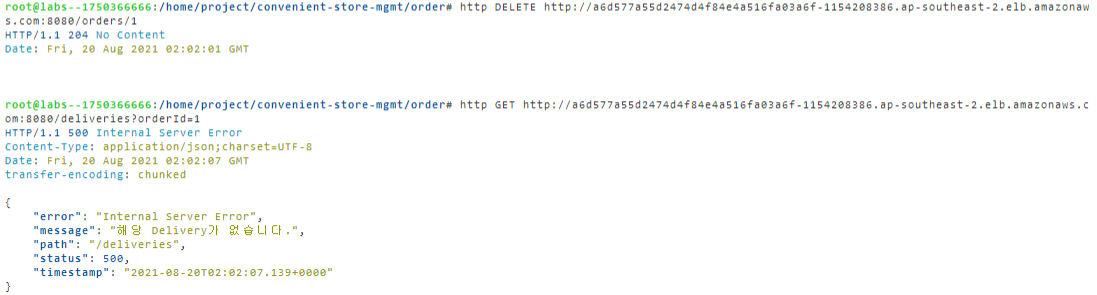 root@labs--1750366666:/home/project/convenient-store-mgmt/order# http DELETE http://a6d577a55d2474d4f84e4a516fa03a6f-1154208386.ap-southeast-2.elb.amazonaw
s.com:8080/orders/1
HTTP/1.1 204 No Content
Date: Fri, 20 Aug 2021 02:02:01 GMT
root@labs--1750366666:/home/project/convenient-store-mgmt/order# http GET http://a6d577a55d2474d4f84e4a516fa03a6f-1154208386.ap-southeast-2.elb.amazonaws.c
om:8080/deliveries?orderId=1
HTTP/1.1 500 Internal Server Error
Content-Type: application/json;charset=UTF-8
Date: Fri, 20 Aug 2021 02:02:07 GMT
transfer-encoding: chunked
{
    "error": "Internal Server Error",
    "message": "해당 Delivery가 없습니다.",
    "path": "/deliveries",
    "status": 500,
    "timestamp": "2021-08-20T02:02:07.139+0000"
}